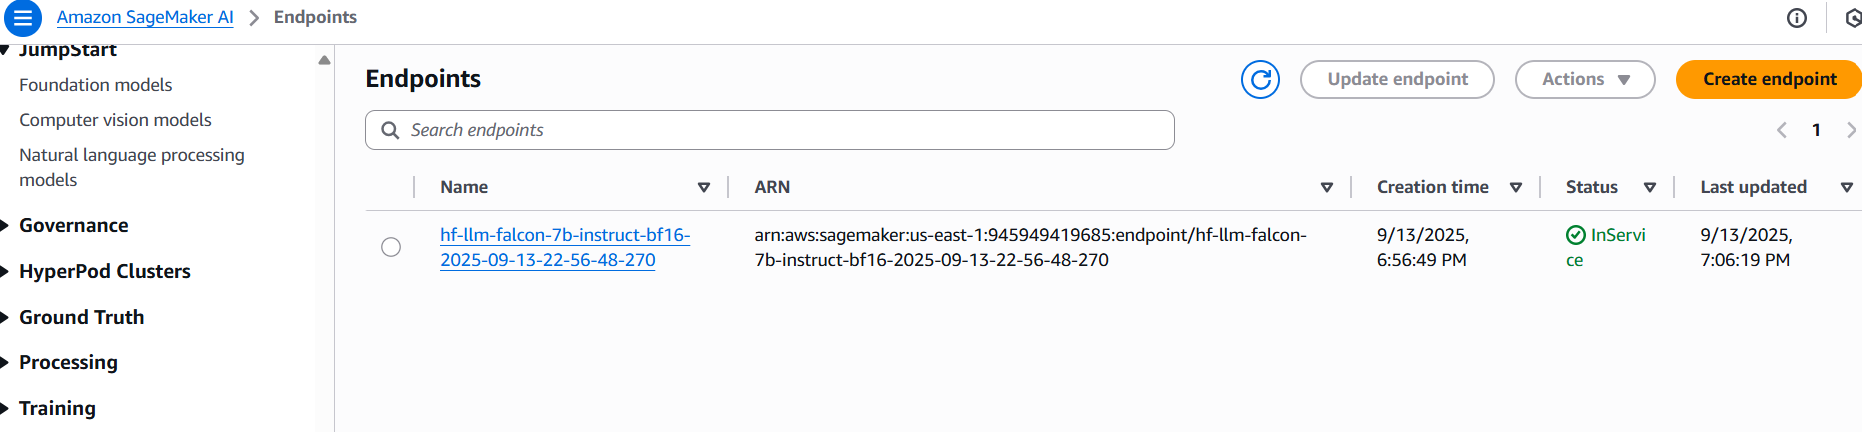 Amazon SageMaker AI > Endpoints
JumpStart
Foundation models
Computer vision models
Natural language processing
models
Governance
HyperPod Clusters
Ground Truth
Processing
Training
Endpoints
Update endpoint
Actions
Create endpoint
Search endpoints
1
Name
ARN
Creation time
Status
Last updated
hf-llm-falcon-7b-instruct-bf16-
2025-09-13-22-56-48-270
arn:aws:sagemaker:us-east-1:945949419685:endpoint/hf-llm-falcon-
7b-instruct-bf16-2025-09-13-22-56-48-270
9/13/2025,
6:56:49 PM
InServi
ce
9/13/2025,
7:06:19 PM